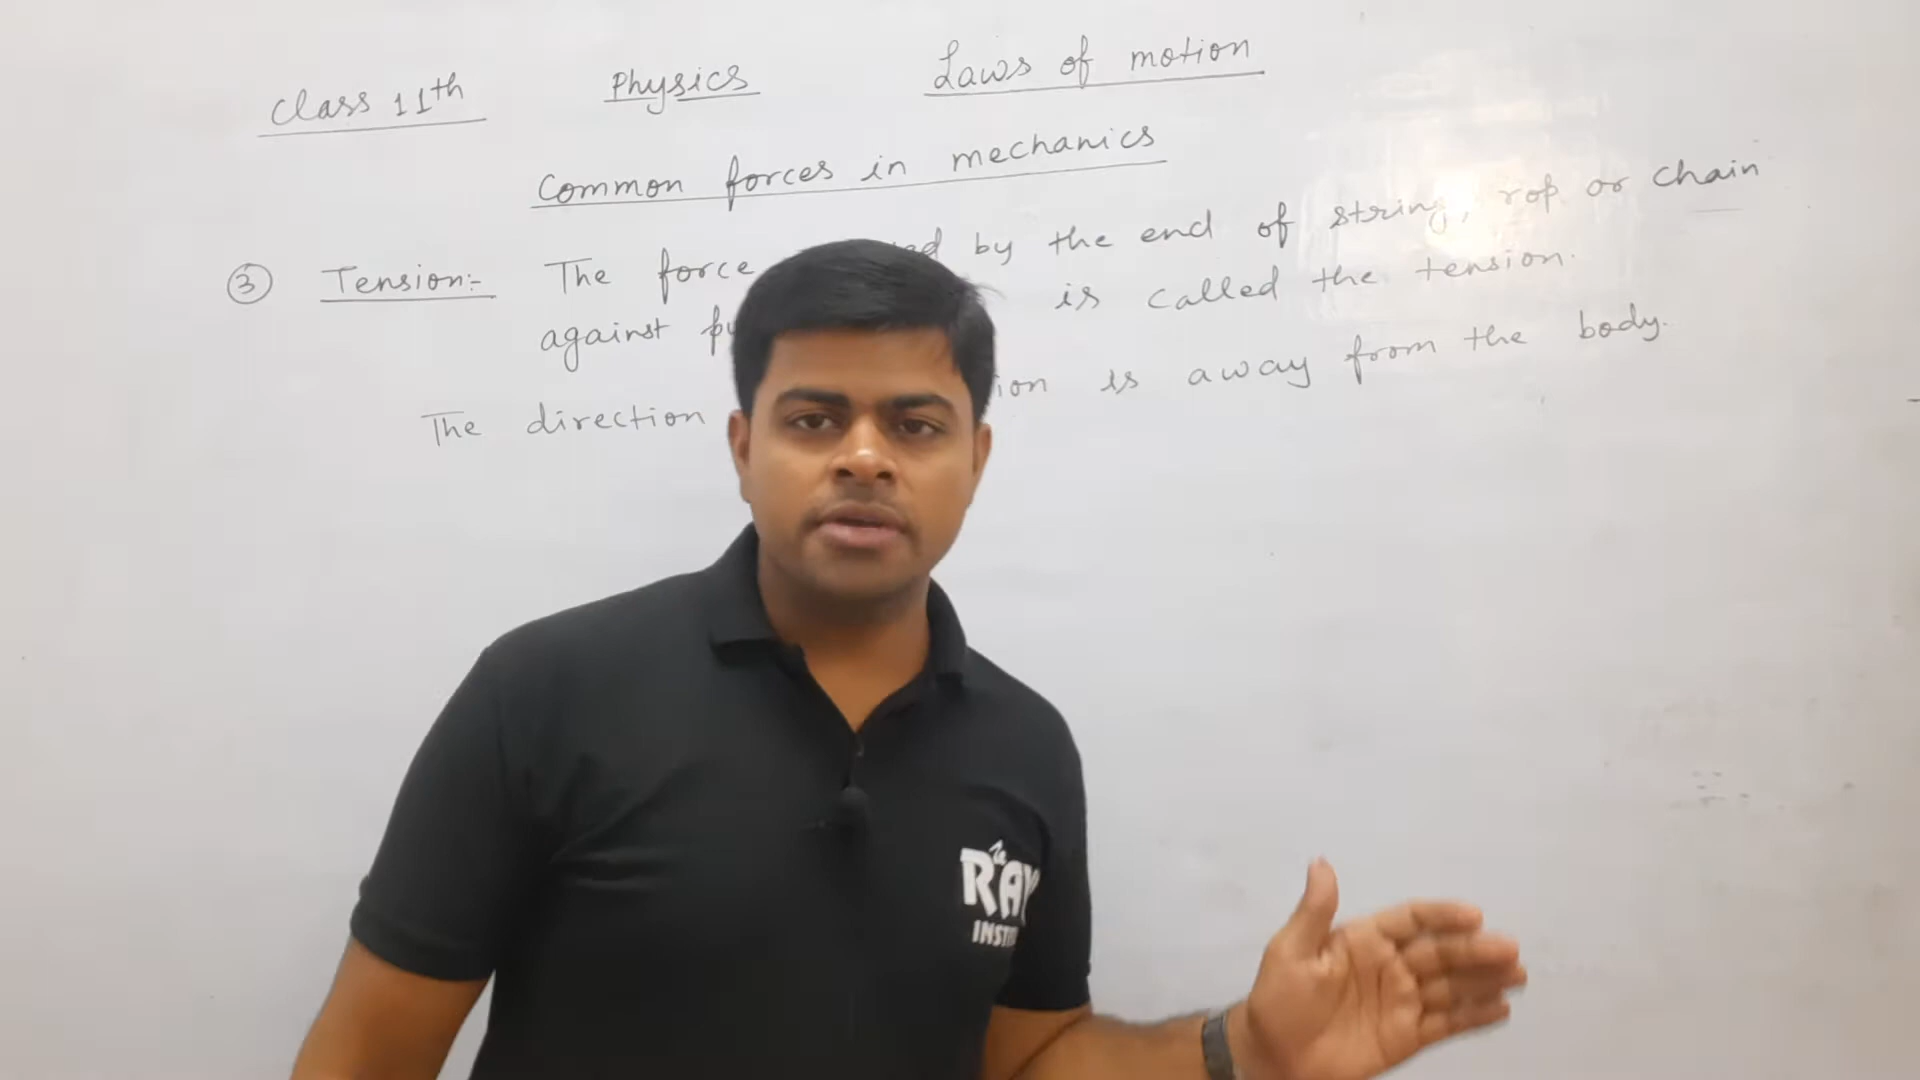 Class 11th Physics Laws of motion
Common forces in mechanics
③ Tension:- The force by the end of string, rop or chain
against is called the tension.
The direction is away from the body.
The
RAY